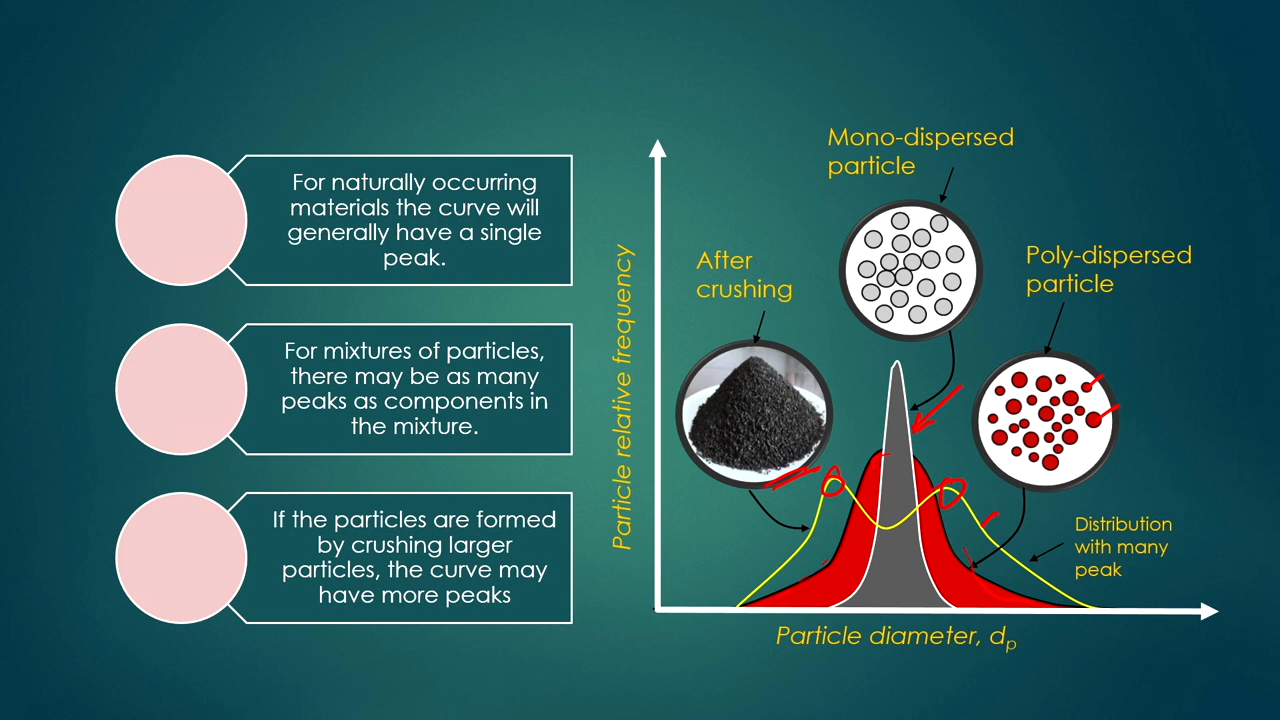 For naturally occurring
materials the curve will
generally have a single
peak.
For mixtures of particles,
there may be as many
peaks as components in
the mixture.
If the particles are formed
by crushing larger
particles, the curve may
have more peaks
Mono-dispersed
particle
After
crushing
Poly-dispersed
particle
Distribution
with many
peak
Particle relative frequency
Particle diameter, dp